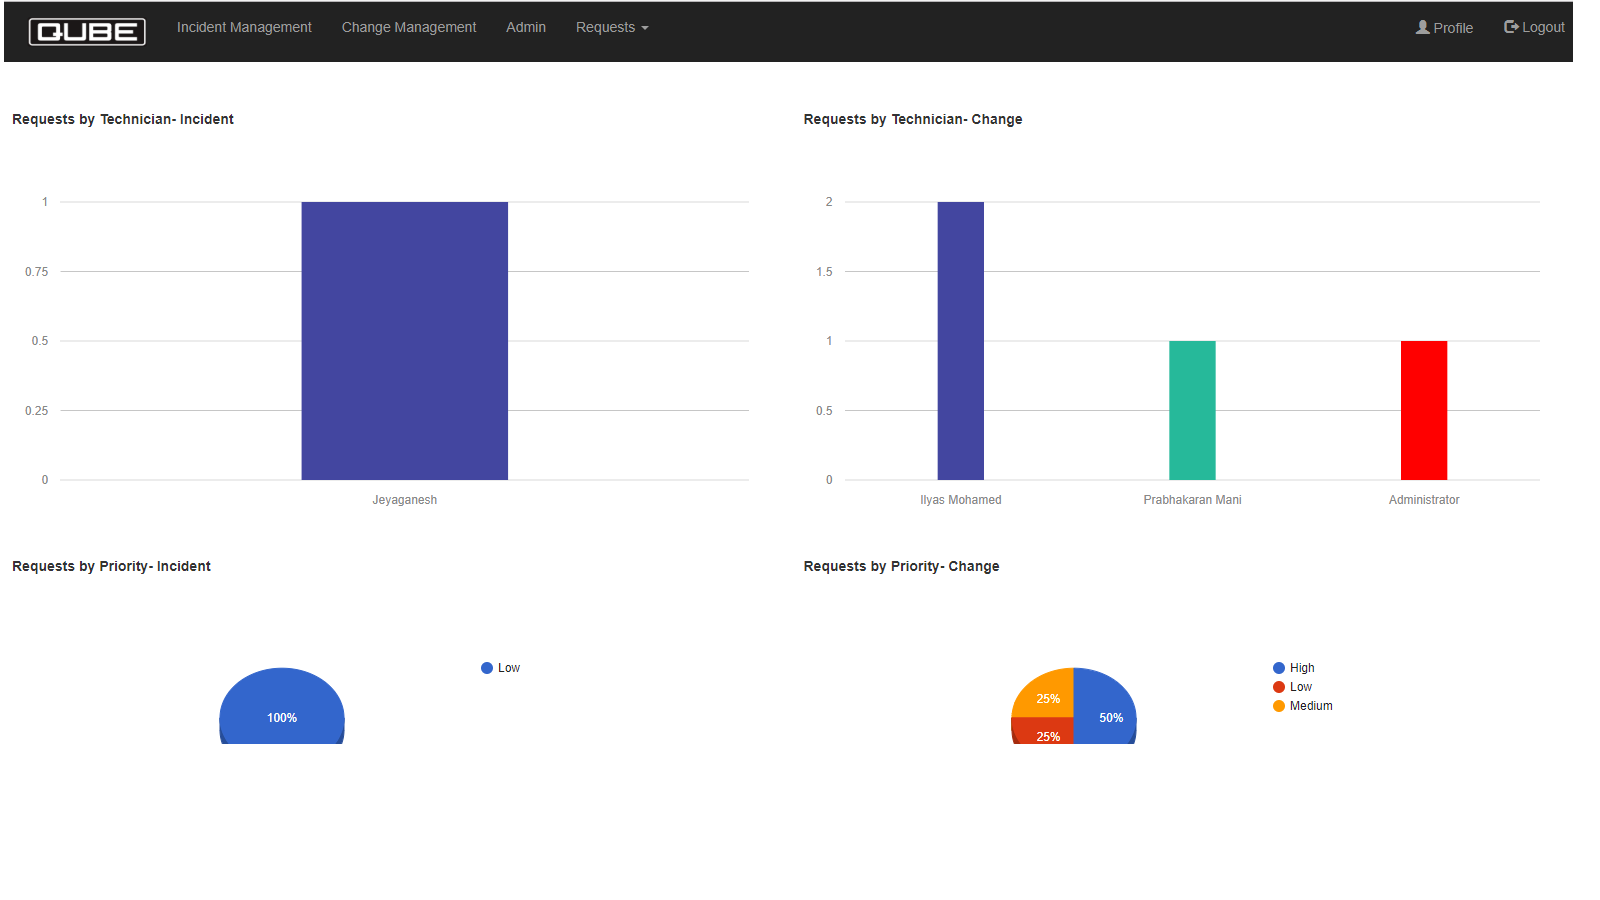 QUBE Incident Management Change Management Admin Requests Profile Logout
Requests by Technician- Incident
1
0.75
0.5
0.25
0
Jeyaganesh
Requests by Technician- Change
2
1.5
1
0.5
0
Ilyas Mohamed Prabhakaran Mani Administrator
Requests by Priority- Incident
100%
Low
Requests by Priority- Change
25%
50%
25%
High
Low
Medium